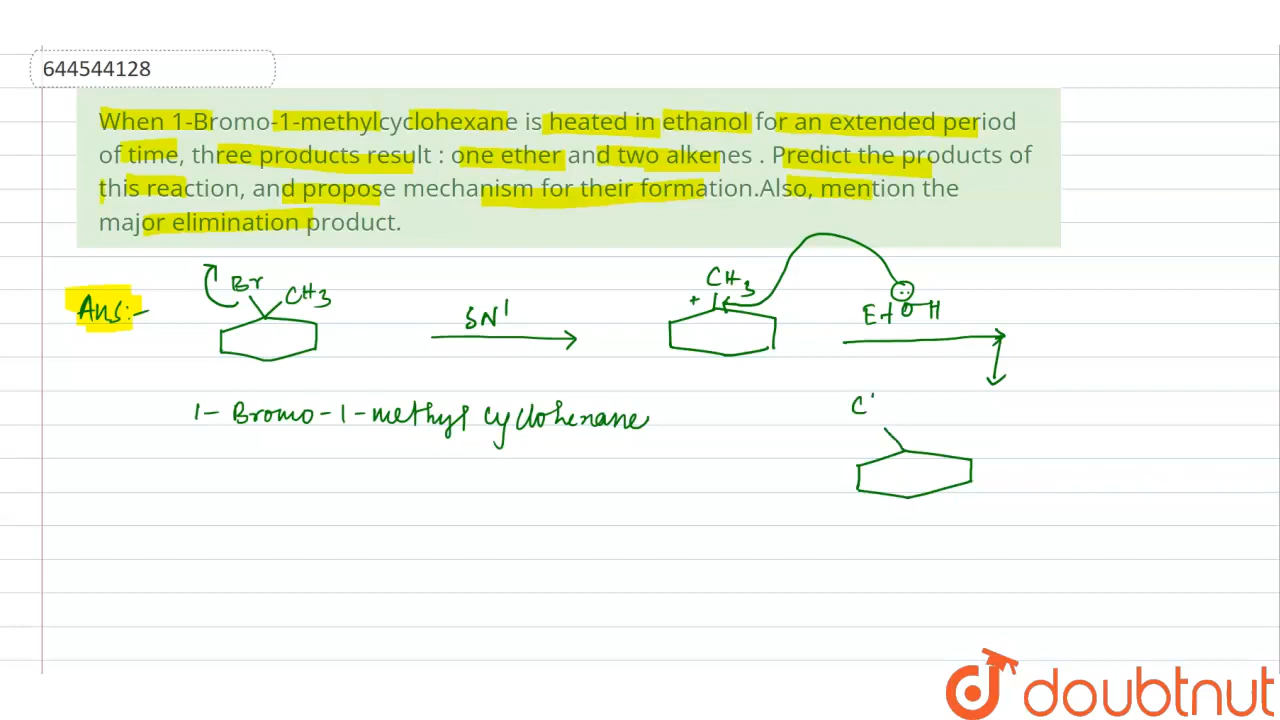 644544128
When 1-Bromo-1-methylcyclohexane is heated in ethanol for an extended period
of time, three products result : one ether and two alkenes . Predict the products of
this reaction, and propose mechanism for their formation.Also, mention the
major elimination product.
Ans:-
Br
CH3
SN1
+
CH3
Et O-H
1- Bromo-1-methyl cyclohexane
C'
doubtnut